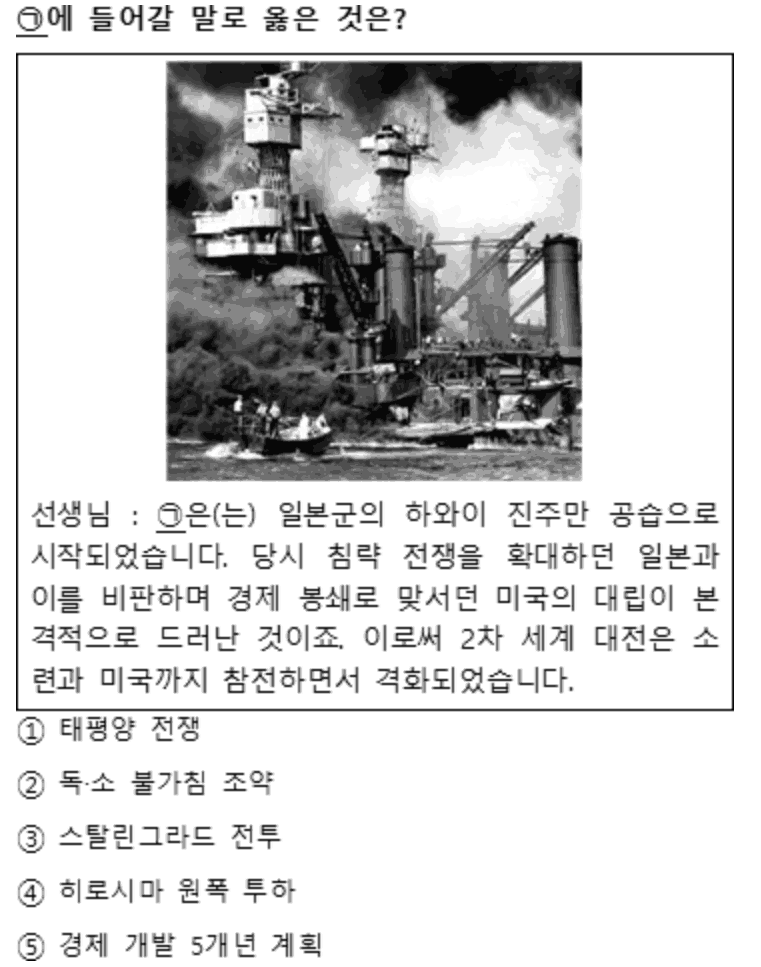 ㉠에 들어갈 말로 옳은 것은?
선생님 : ㉠은(는) 일본군의 하와이 진주만 공습으로
시작되었습니다. 당시 침략 전쟁을 확대하던 일본과
이를 비판하며 경제 봉쇄로 맞서던 미국의 대립이 본
격적으로 드러난 것이죠. 이로써 2차 세계 대전은 소
련과 미국까지 참전하면서 격화되었습니다.
① 태평양 전쟁
② 독·소 불가침 조약
③ 스탈린그라드 전투
④ 히로시마 원폭 투하
⑤ 경제 개발 5개년 계획